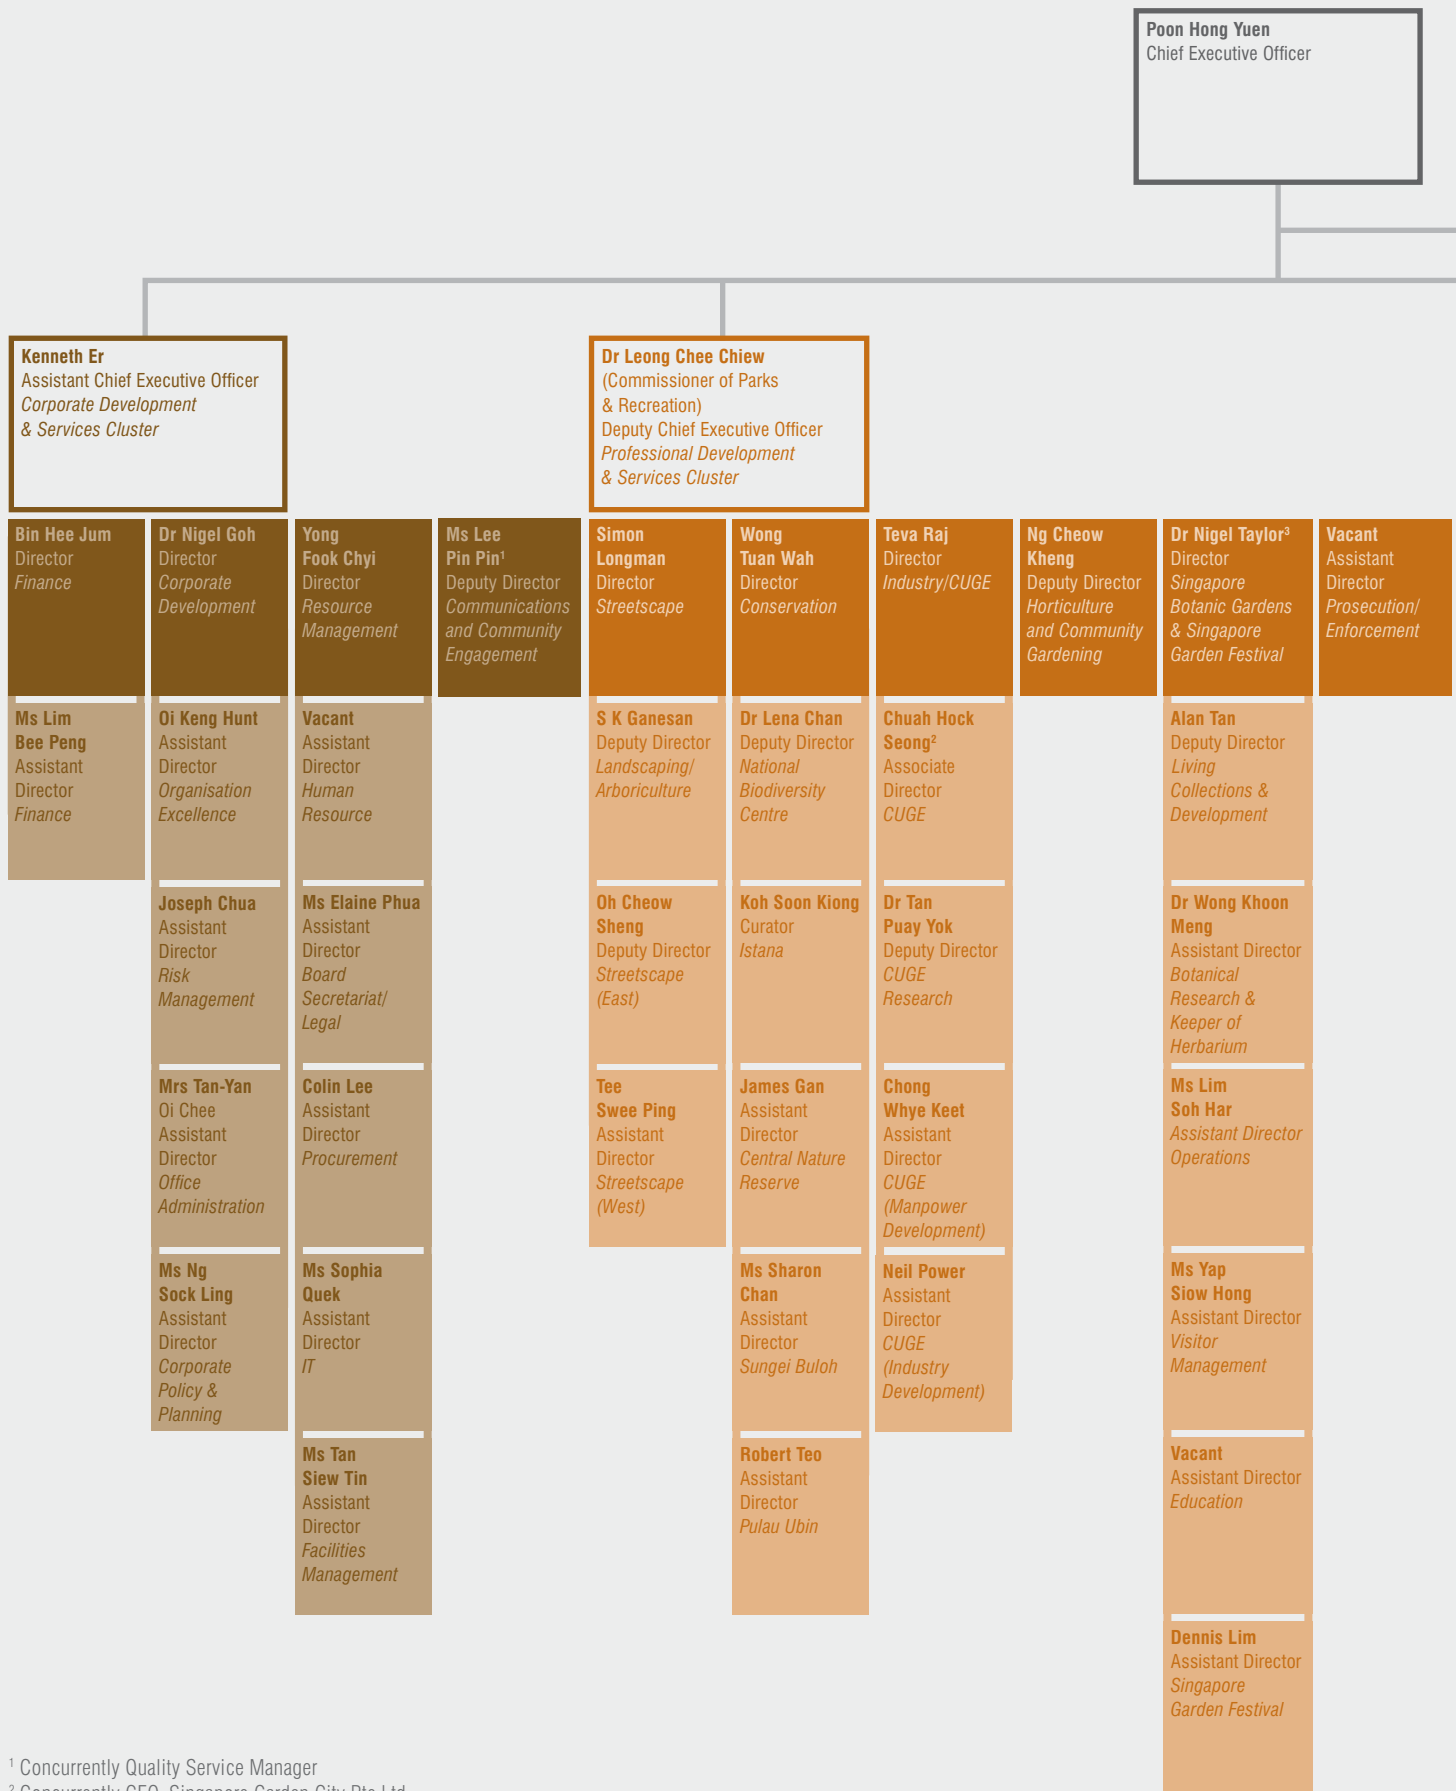 Poon Hong Yuen
Chief Executive Officer
Kenneth Er
Assistant Chief Executive Officer
Corporate Development
& Services Cluster
Dr Leong Chee Chiew
(Commissioner of Parks
& Recreation)
Deputy Chief Executive Officer
Professional Development
& Services Cluster
Bin Hee Jum
Director
Finance
Dr Nigel Goh
Director
Corporate
Development
Yong
Fook Chyi
Director
Resource
Management
Ms Lee
Pin Pin¹
Deputy Director
Communications
and Community
Engagement
Simon
Longman
Director
Streetscape
Wong
Tuan Wah
Director
Conservation
Teva Raj
Director
Industry/CUGE
Ng Cheow
Kheng
Deputy Director
Horticulture
and Community
Gardening
Dr Nigel Taylor³
Director
Singapore
Botanic Gardens
& Singapore
Garden Festival
Vacant
Assistant
Director
Prosecution/
Enforcement
Ms Lim
Bee Peng
Assistant
Director
Finance
Oi Keng Hunt
Assistant
Director
Organisation
Excellence
Vacant
Assistant
Director
Human
Resource
S K Ganesan
Deputy Director
Landscaping/
Arboriculture
Dr Lena Chan
Deputy Director
National
Biodiversity
Centre
Chuah Hock
Seong²
Associate
Director
CUGE
Alan Tan
Deputy Director
Living
Collections &
Development
Joseph Chua
Assistant
Director
Risk
Management
Ms Elaine Phua
Assistant
Director
Board
Secretariat/
Legal
Oh Cheow
Sheng
Deputy Director
Streetscape
(East)
Koh Soon Kiong
Curator
Istana
Dr Tan
Puay Yok
Deputy Director
CUGE
Research
Dr Wong Khoon
Meng
Assistant Director
Botanical
Research &
Keeper of
Herbarium
Mrs Tan-Yan
Oi Chee
Assistant
Director
Office
Administration
Colin Lee
Assistant
Director
Procurement
Tee
Swee Ping
Assistant
Director
Streetscape
(West)
James Gan
Assistant
Director
Central Nature
Reserve
Chong
Whye Keet
Assistant
Director
CUGE
(Manpower
Development)
Ms Lim
Soh Har
Assistant Director
Operations
Ms Ng
Sock Ling
Assistant
Director
Corporate
Policy &
Planning
Ms Sophia
Quek
Assistant
Director
IT
Ms Sharon
Chan
Assistant
Director
Sungei Buloh
Neil Power
Assistant
Director
CUGE
(Industry
Development)
Ms Yap
Siow Hong
Assistant Director
Visitor
Management
Ms Tan
Siew Tin
Assistant
Director
Facilities
Management
Robert Teo
Assistant
Director
Pulau Ubin
Vacant
Assistant Director
Education
Dennis Lim
Assistant Director
Singapore
Garden Festival
¹ Concurrently Quality Service Manager
² Concurrently CEO, Singapore Garden City Pte Ltd